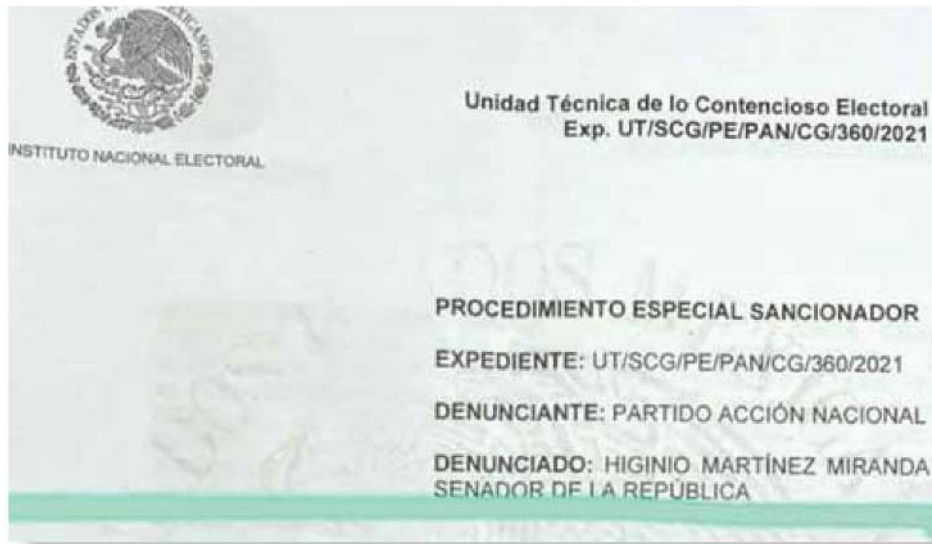 INSTITUTO NACIONAL ELECTORAL
Unidad Técnica de lo Contencioso Electoral
Exp. UT/SCG/PE/PAN/CG/360/2021
PROCEDIMIENTO ESPECIAL SANCIONADOR
EXPEDIENTE: UT/SCG/PE/PAN/CG/360/2021
DENUNCIANTE: PARTIDO ACCIÓN NACIONAL
DENUNCIADO: HIGINIO MARTÍNEZ MIRANDA
SENADOR DE LA REPÚBLICA